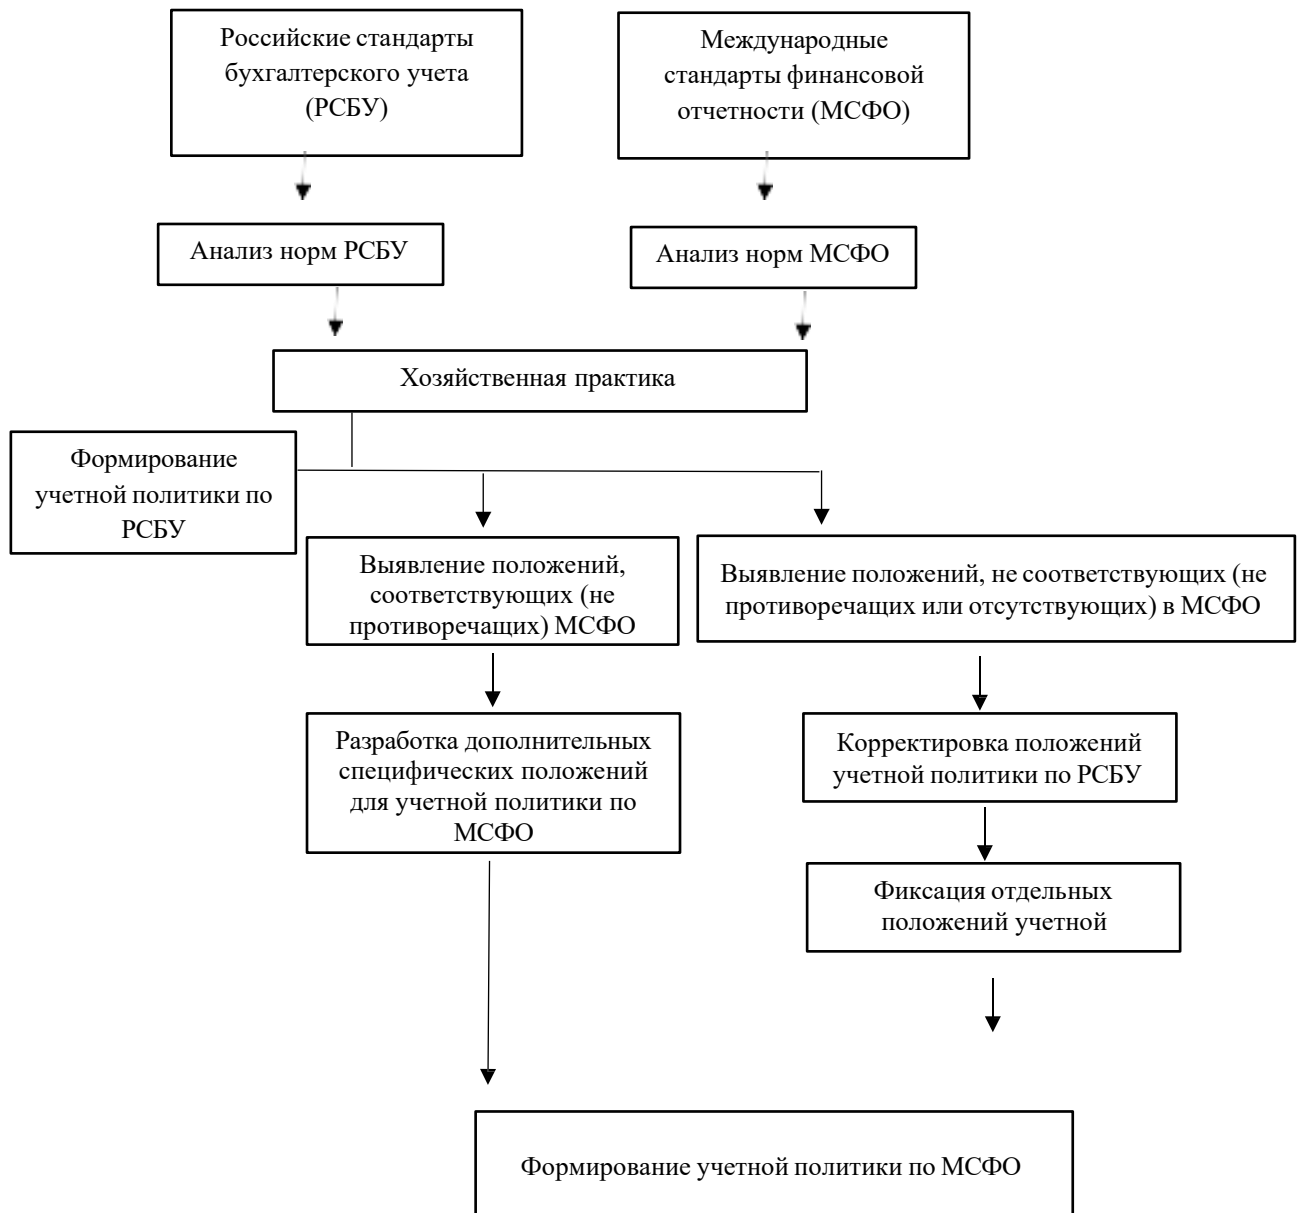 Российские стандарты
бухгалтерского учета
(РСБУ)
Международные
стандарты финансовой
отчетности (МСФО)
Анализ норм РСБУ
Анализ норм МСФО
Хозяйственная практика
Формирование
учетной политики по
РСБУ
Выявление положений,
соответствующих (не
противоречащих) МСФО
Выявление положений, не соответствующих (не
противоречащих или отсутствующих) в МСФО
Разработка дополнительных
специфических положений
для учетной политики по
МСФО
Корректировка положений
учетной политики по РСБУ
Фиксация отдельных
положений учетной
Формирование учетной политики по МСФО